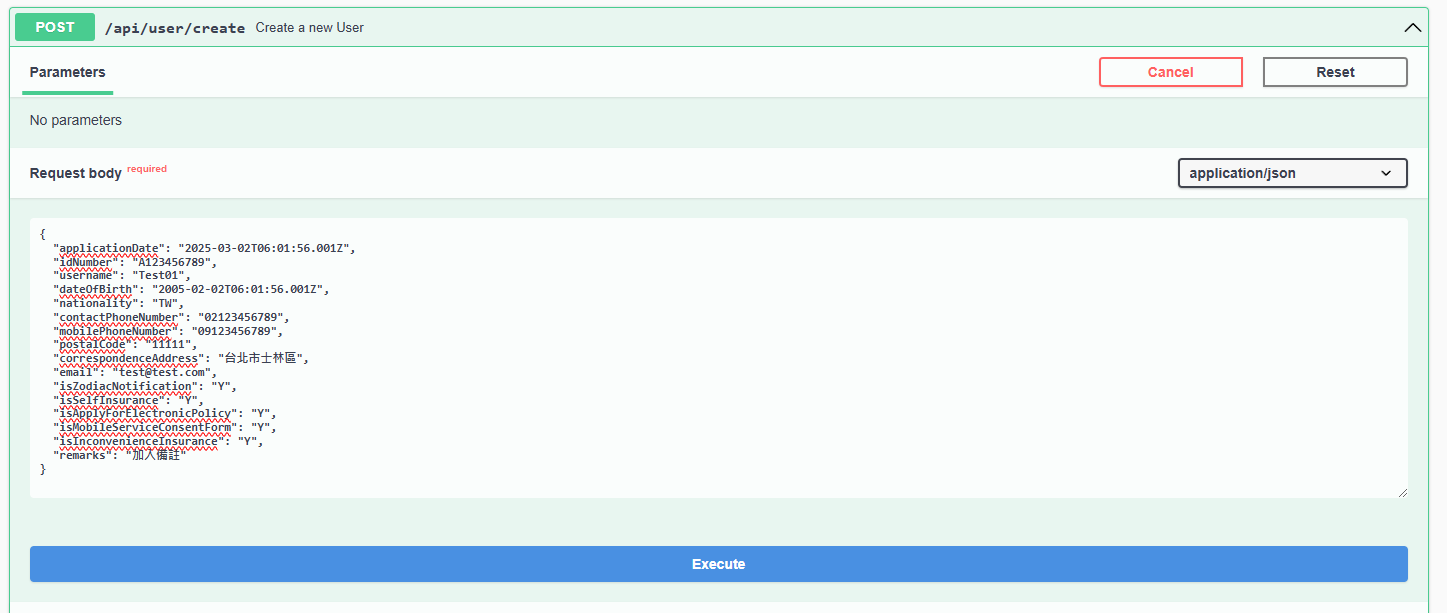 POST /api/user/create Create a new User
Parameters Cancel Reset
No parameters
Request body required application/json
{
  "applicationDate": "2025-03-02T06:01:56.001Z",
  "idNumber": "A123456789",
  "username": "Test01",
  "dateOfBirth": "2005-02-02T06:01:56.001Z",
  "nationality": "TW",
  "contactPhoneNumber": "02123456789",
  "mobilePhoneNumber": "09123456789",
  "postalCode": "11111",
  "correspondenceAddress": "台北市士林區",
  "email": "test@test.com",
  "isZodiacNotification": "Y",
  "isSelfInsurance": "Y",
  "isApplyForElectronicPolicy": "Y",
  "isMobileServiceConsentForm": "Y",
  "isInconvenienceInsurance": "Y",
  "remarks": "加入備註"
}
Execute